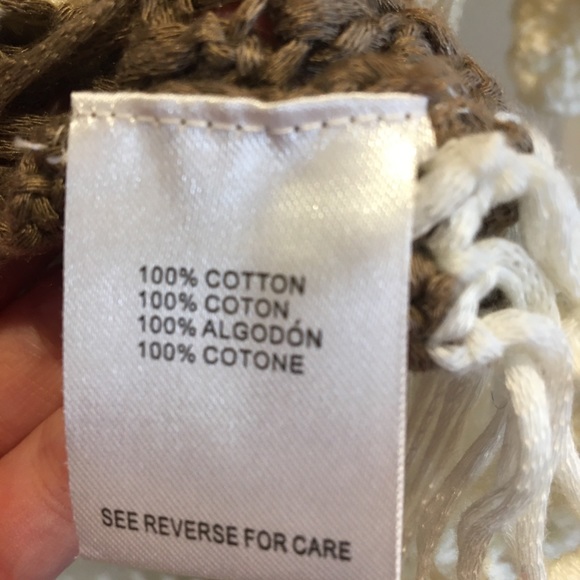 100% COTTON
100% COTON
100% ALGODÓN
100% COTONE
SEE REVERSE FOR CARE